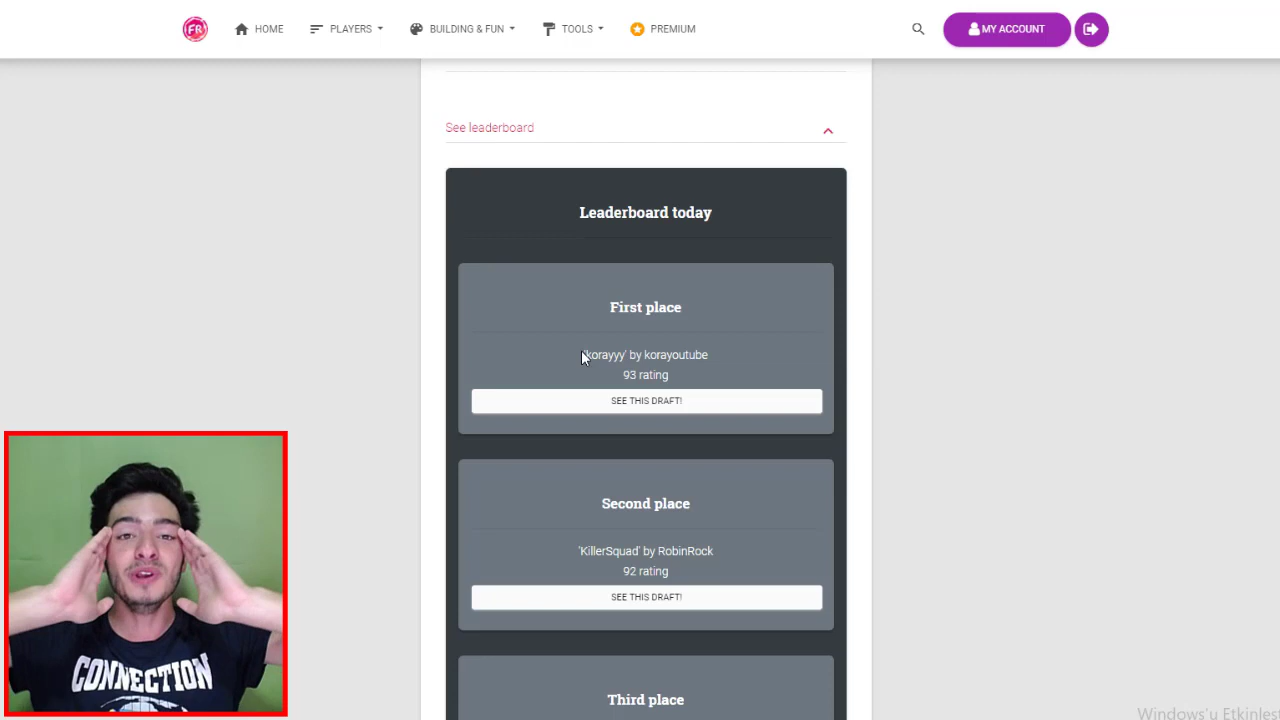 FR
HOME
PLAYERS
BUILDING & FUN
TOOLS
PREMIUM
MY ACCOUNT
See leaderboard
Leaderboard today
First place
'korayyy' by korayoutube
93 rating
SEE THIS DRAFT!
Second place
'KillerSquad' by RobinRock
92 rating
SEE THIS DRAFT!
Third place
CONNECTION
Windows'u Etkinleş